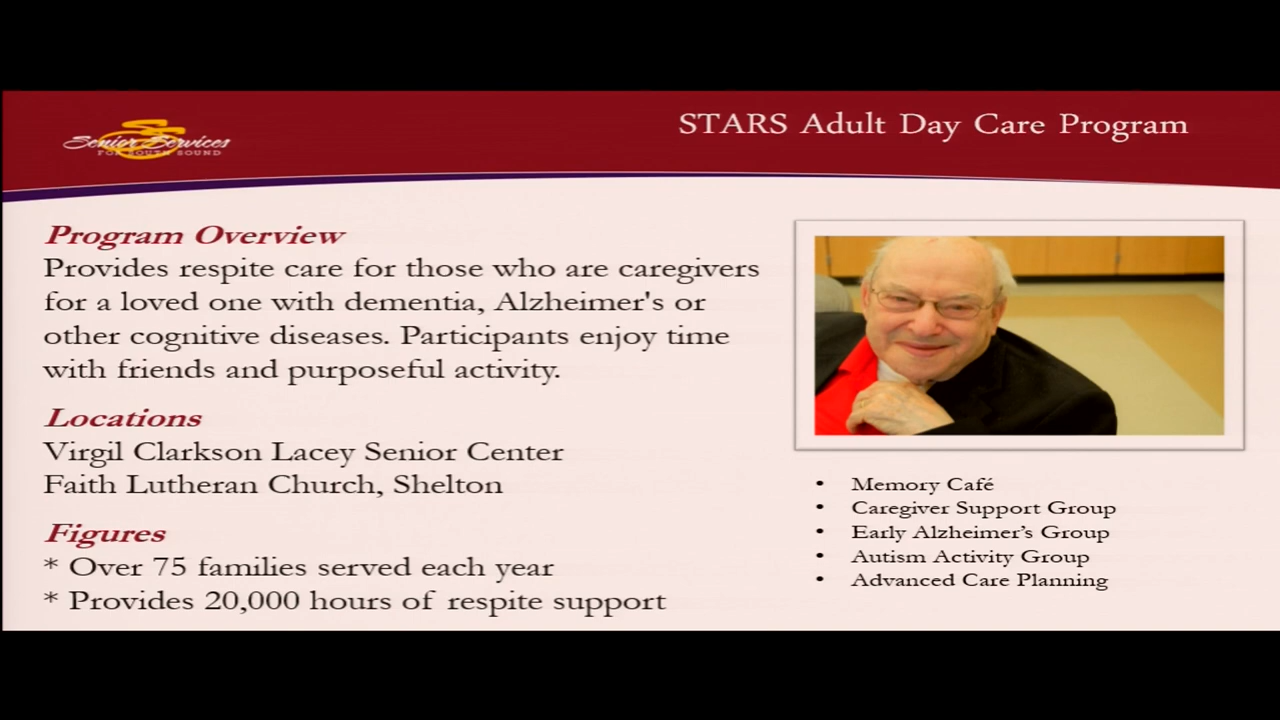 Senior Services
FOR SOUTH SOUND
STARS Adult Day Care Program
Program Overview
Provides respite care for those who are caregivers
for a loved one with dementia, Alzheimer's or
other cognitive diseases. Participants enjoy time
with friends and purposeful activity.
Locations
Virgil Clarkson Lacey Senior Center
Faith Lutheran Church, Shelton
Figures
* Over 75 families served each year
* Provides 20,000 hours of respite support
• Memory Café
• Caregiver Support Group
• Early Alzheimer’s Group
• Autism Activity Group
• Advanced Care Planning